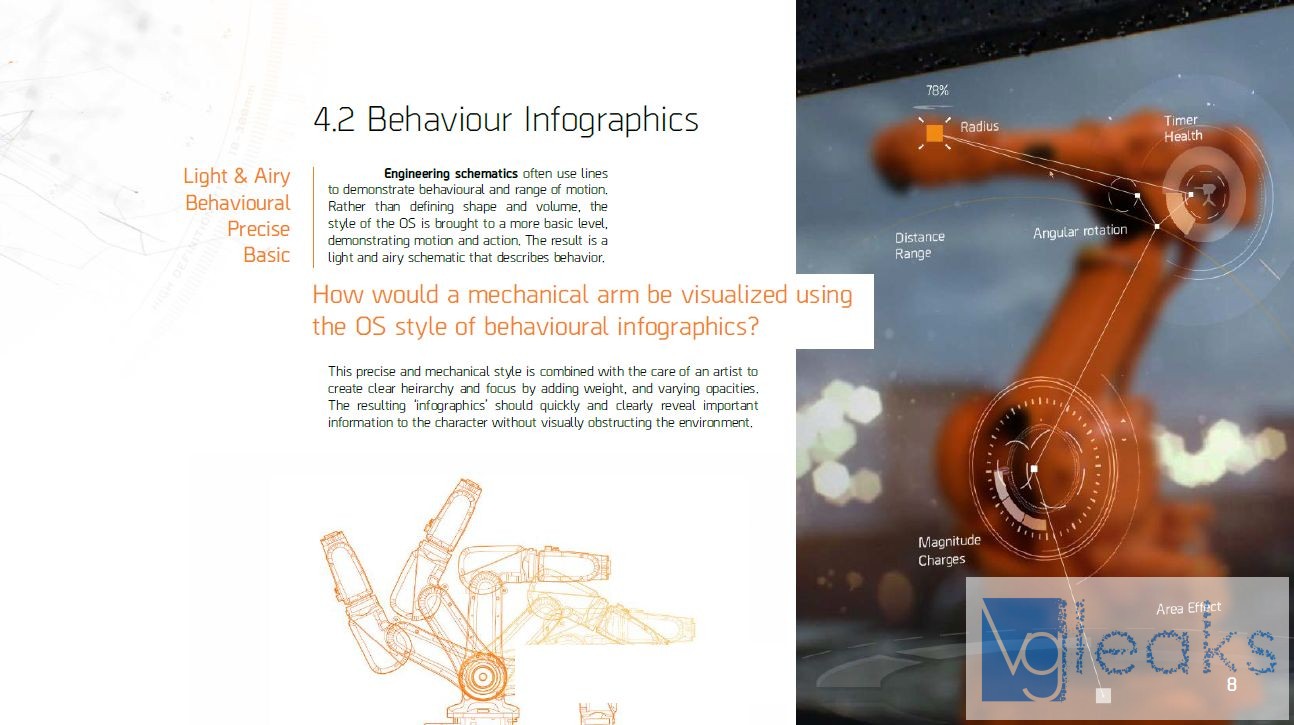 4.2 Behaviour Infographics
Light & Airy
Behavioural
Precise
Basic
Engineering schematics often use lines
to demonstrate behavioural and range of motion.
Rather than defining shape and volume, the
style of the OS is brought to a more basic level,
demonstrating motion and action. The result is a
light and airy schematic that describes behavior.
How would a mechanical arm be visualized using
the OS style of behavioural infographics?
This precise and mechanical style is combined with the care of an artist to
create clear heirarchy and focus by adding weight, and varying opacities.
The resulting ‘infographics’ should quickly and clearly reveal important
information to the character without visually obstructing the environment.
78%
Radius
Timer
Health
Distance
Range
Angular rotation
Magnitude
Charges
Area Effect
Vgleaks
8